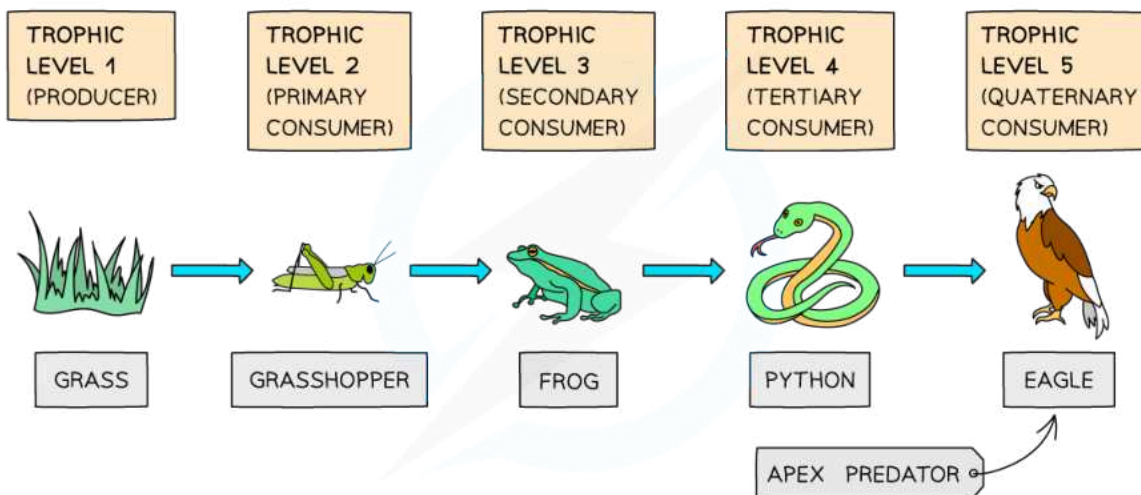 TROPHIC
LEVEL 1
(PRODUCER)
TROPHIC
LEVEL 2
(PRIMARY
CONSUMER)
TROPHIC
LEVEL 3
(SECONDARY
CONSUMER)
TROPHIC
LEVEL 4
(TERTIARY
CONSUMER)
TROPHIC
LEVEL 5
(QUATERNARY
CONSUMER)
GRASS
GRASSHOPPER
FROG
PYTHON
EAGLE
APEX PREDATOR